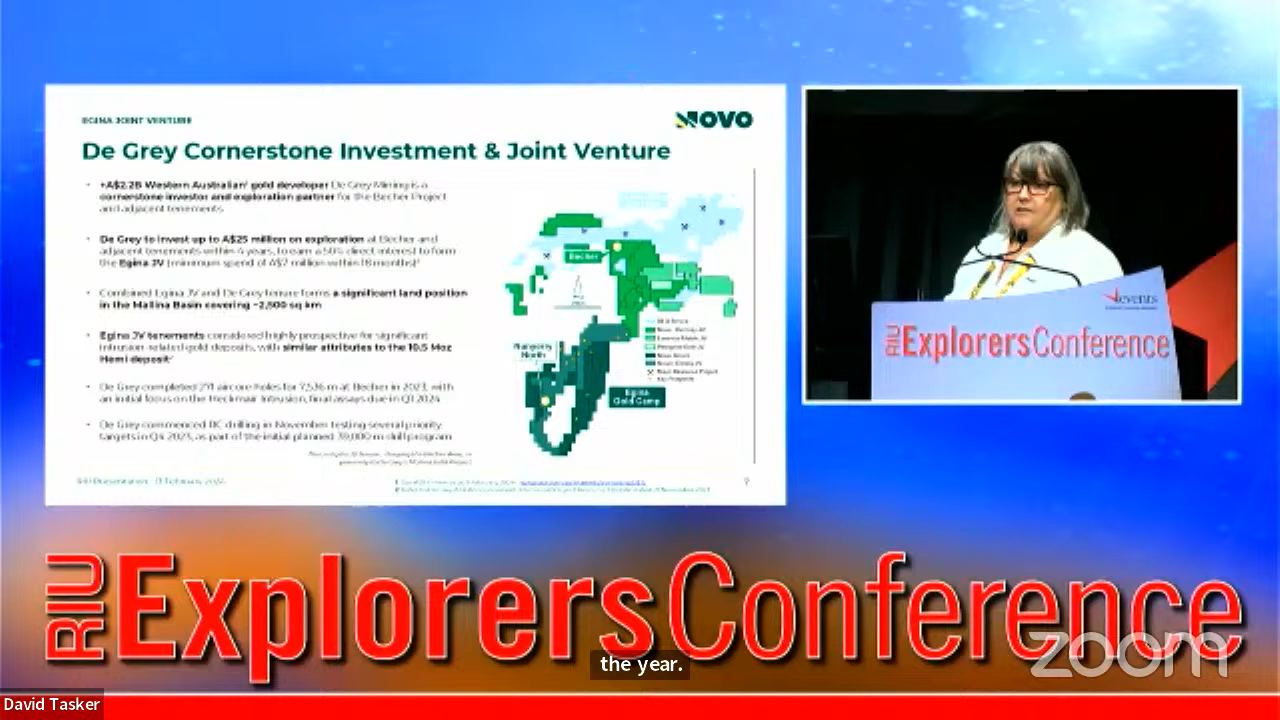 EGINA JOINT VENTURE
NOVO
De Grey Cornerstone Investment & Joint Venture
• +A$2.2B Western Australian¹ gold developer De Grey Mining is a
cornerstone investor and exploration partner for the Becher Project
and adjacent tenements
• De Grey to invest up to A$25 million on exploration at Becher and
adjacent tenements within 4 years, to earn a 50% direct interest to form
the Egina JV (minimum spend of A$7 million within 18 months)
• Combined Egina JV and De Grey tenure forms a significant land position
in the Mallina Basin covering ~2,500 sq km
• Egina JV tenements considered highly prospective for significant
intrusion-related gold deposits, with similar attributes to the 10.5 Moz
Hemi deposit
• De Grey completed aircore holes for 7,536 m at Becher in 2023, with
an initial focus on the Heckmair Intrusion, final assays due in Q1 2024
• De Grey commenced RC drilling in November testing several priority
targets in Q4 2023, as part of the initial planned 39,000 m drill program
Becher
Nunyerry
North
Egina
Gold Camp
RIU Presentation February 2024
7
Vevents
RIU ExplorersConference
RIU ExplorersConference
zoom
the year.
David Tasker